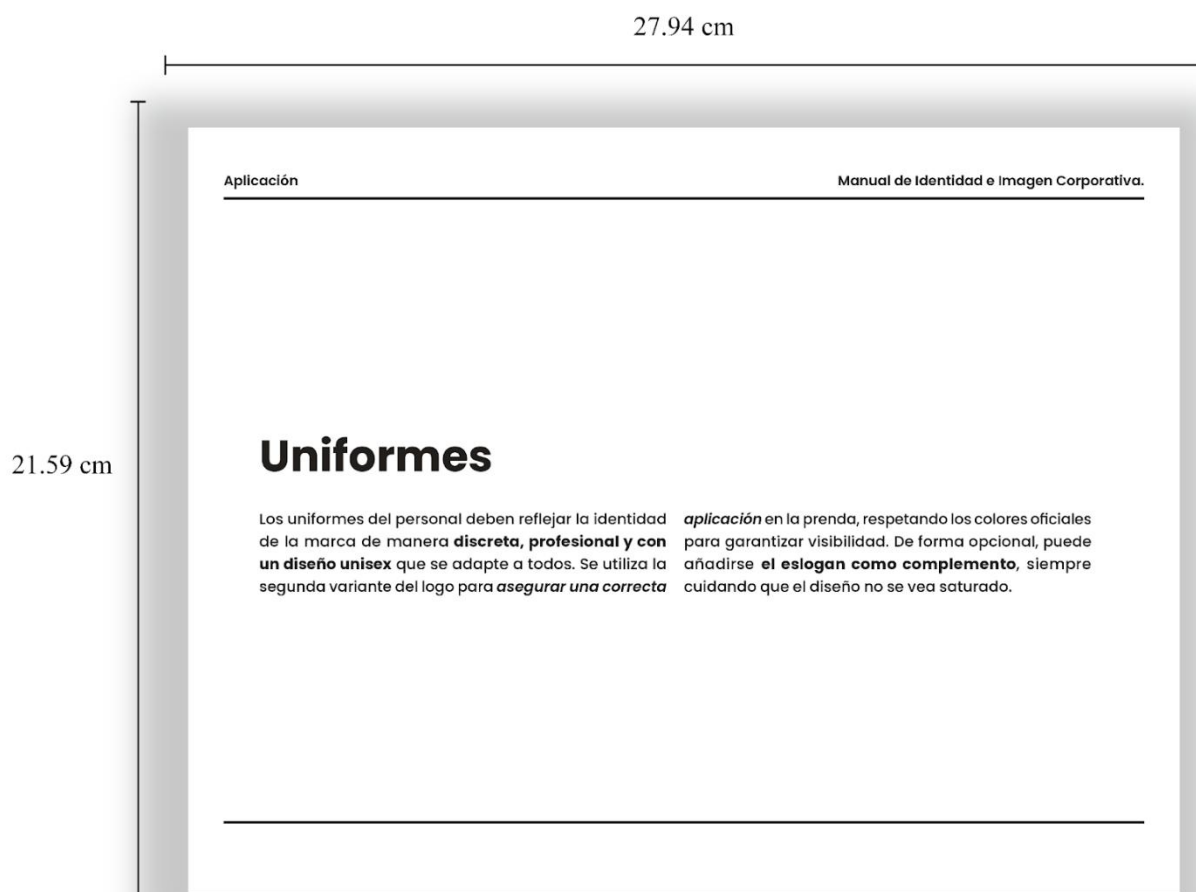 27.94 cm
21.59 cm
Aplicación
Manual de Identidad e Imagen Corporativa.
Uniformes
Los uniformes del personal deben reflejar la identidad
de la marca de manera discreta, profesional y con
un diseño unisex que se adapte a todos. Se utiliza la
segunda variante del logo para asegurar una correcta
aplicación en la prenda, respetando los colores oficiales
para garantizar visibilidad. De forma opcional, puede
añadirse el eslogan como complemento, siempre
cuidando que el diseño no se vea saturado.